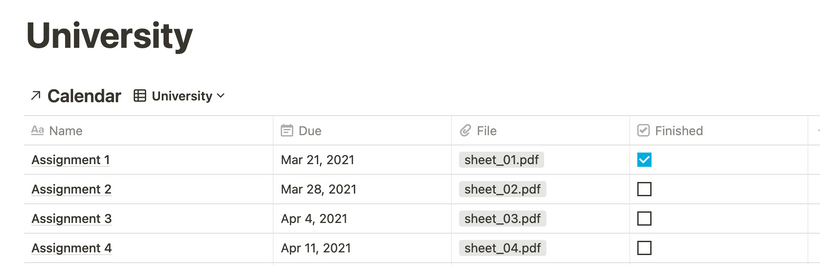 University
Calendar University
Aa Name Due File Finished
Assignment 1 Mar 21, 2021 sheet_01.pdf
Assignment 2 Mar 28, 2021 sheet_02.pdf
Assignment 3 Apr 4, 2021 sheet_03.pdf
Assignment 4 Apr 11, 2021 sheet_04.pdf